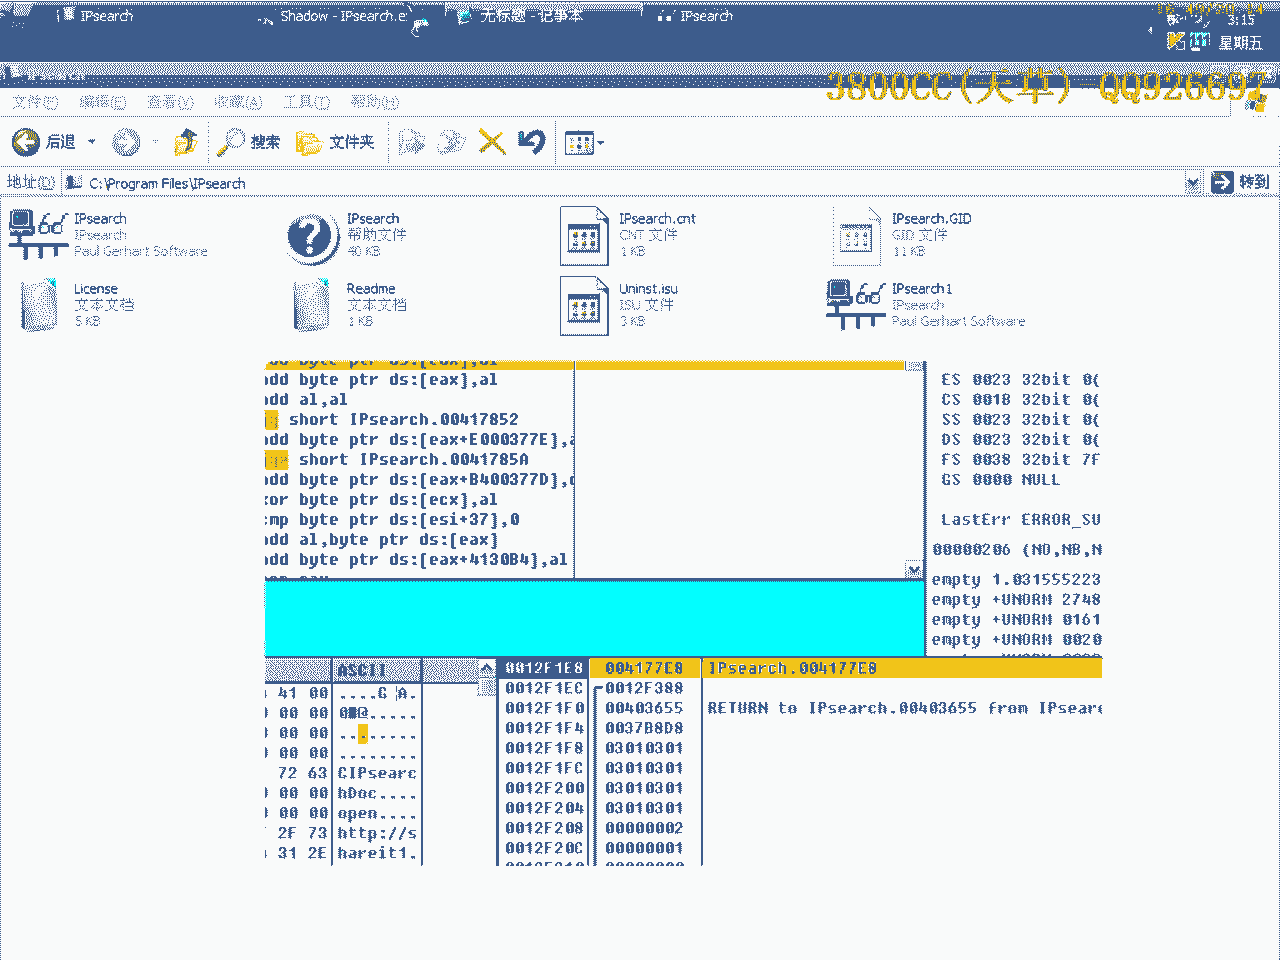 IPsearch
Shadow - IPsearch.e
无标题 - 记事本
IPsearch
3:15
星期五
IPsearch
3800CC(天草)-QQ926697
文件(F) 编辑(E) 查看(V) 收藏(A) 工具(T) 帮助(H)
后退 搜索 文件夹
地址(D) C:\Program Files\IPsearch 转到
IPsearch
IPsearch
Paul Gerhart Software
IPsearch
帮助文件
40 KB
IPsearch.cnt
CNT 文件
1 KB
IPsearch.GID
GID 文件
11 KB
License
文本文档
5 KB
Readme
文本文档
1 KB
Uninst.isu
ISU 文件
3 KB
IPsearch1
IPsearch
Paul Gerhart Software
add byte ptr ds:[eax],al
add al,al
short IPsearch.00417852
add byte ptr ds:[eax+E000377E],
short IPsearch.0041785A
add byte ptr ds:[eax+B400377D],
xor byte ptr ds:[ecx],al
cmp byte ptr ds:[esi+37],0
add al,byte ptr ds:[eax]
add byte ptr ds:[eax+4130B4],al
ES 0023 32bit 0(
CS 001B 32bit 0(
SS 0023 32bit 0(
DS 0023 32bit 0(
FS 0038 32bit 7F
GS 0000 NULL
LastErr ERROR_SU
00000206 (NO,NB,N
empty 1.031555223
empty +UNORM 2748
empty +UNORM 0161
empty +UNORM 0020
ASCII
41 00 ....G A.
00 00
00 00
00 00 ........
72 63 CIPsearc
00 00 hDoc....
00 00 open....
2F 73 http://s
31 2E hareit1.
0012F1E8 004177E8 IPsearch.004177E8
0012F1EC 0012F388
0012F1F0 00403655 RETURN to IPsearch.00403655 from IPsear
0012F1F4 0037B8D8
0012F1F8 03010301
0012F1FC 03010301
0012F200 03010301
0012F204 03010301
0012F208 00000002
0012F20C 00000001